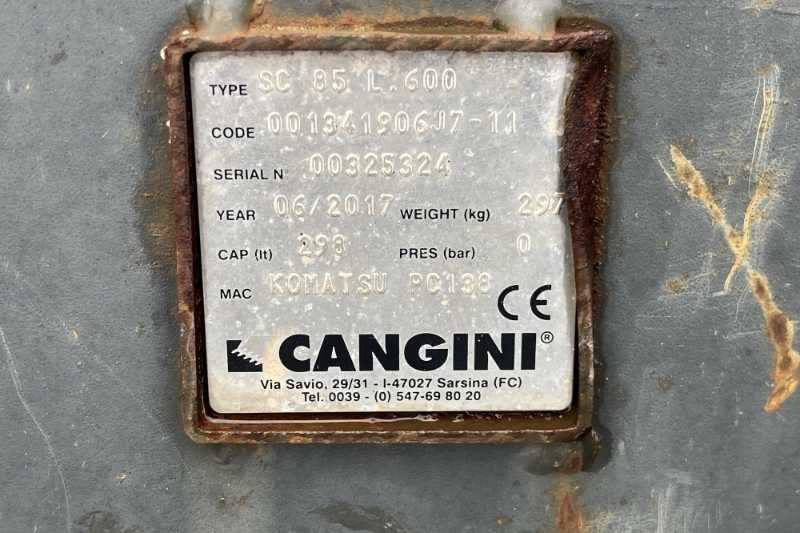 TYPE SC 85 L.600
CODE 001341906J7-11
SERIAL N° 00325324
YEAR 06/2017 WEIGHT (kg) 297
CAP (lt) 298 PRES (bar) 0
MAC KOMATSU PC138
CE
CANGINI®
Via Savio, 29/31 - I-47027 Sarsina (FC)
Tel. 0039 - (0) 547-69 80 20